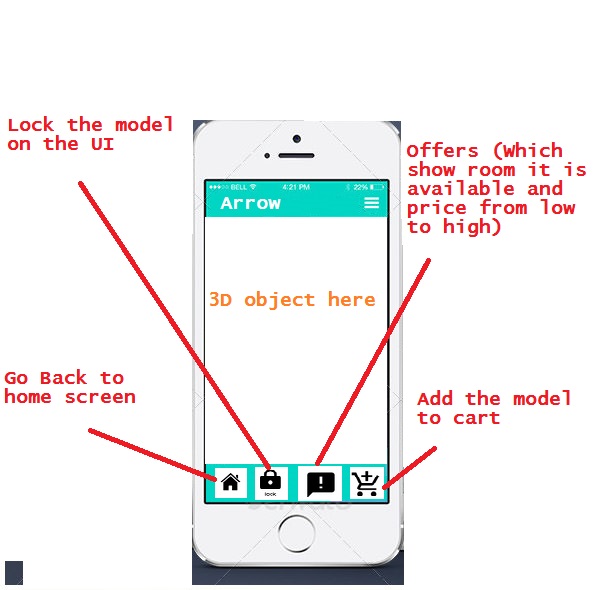 Lock the model
on the UI
Offers (Which
show room it is
available and
price from low
to high)
BELL 4:21 PM 22%
Arrow
3D object here
Go Back to
home screen
Add the model
to cart
lock